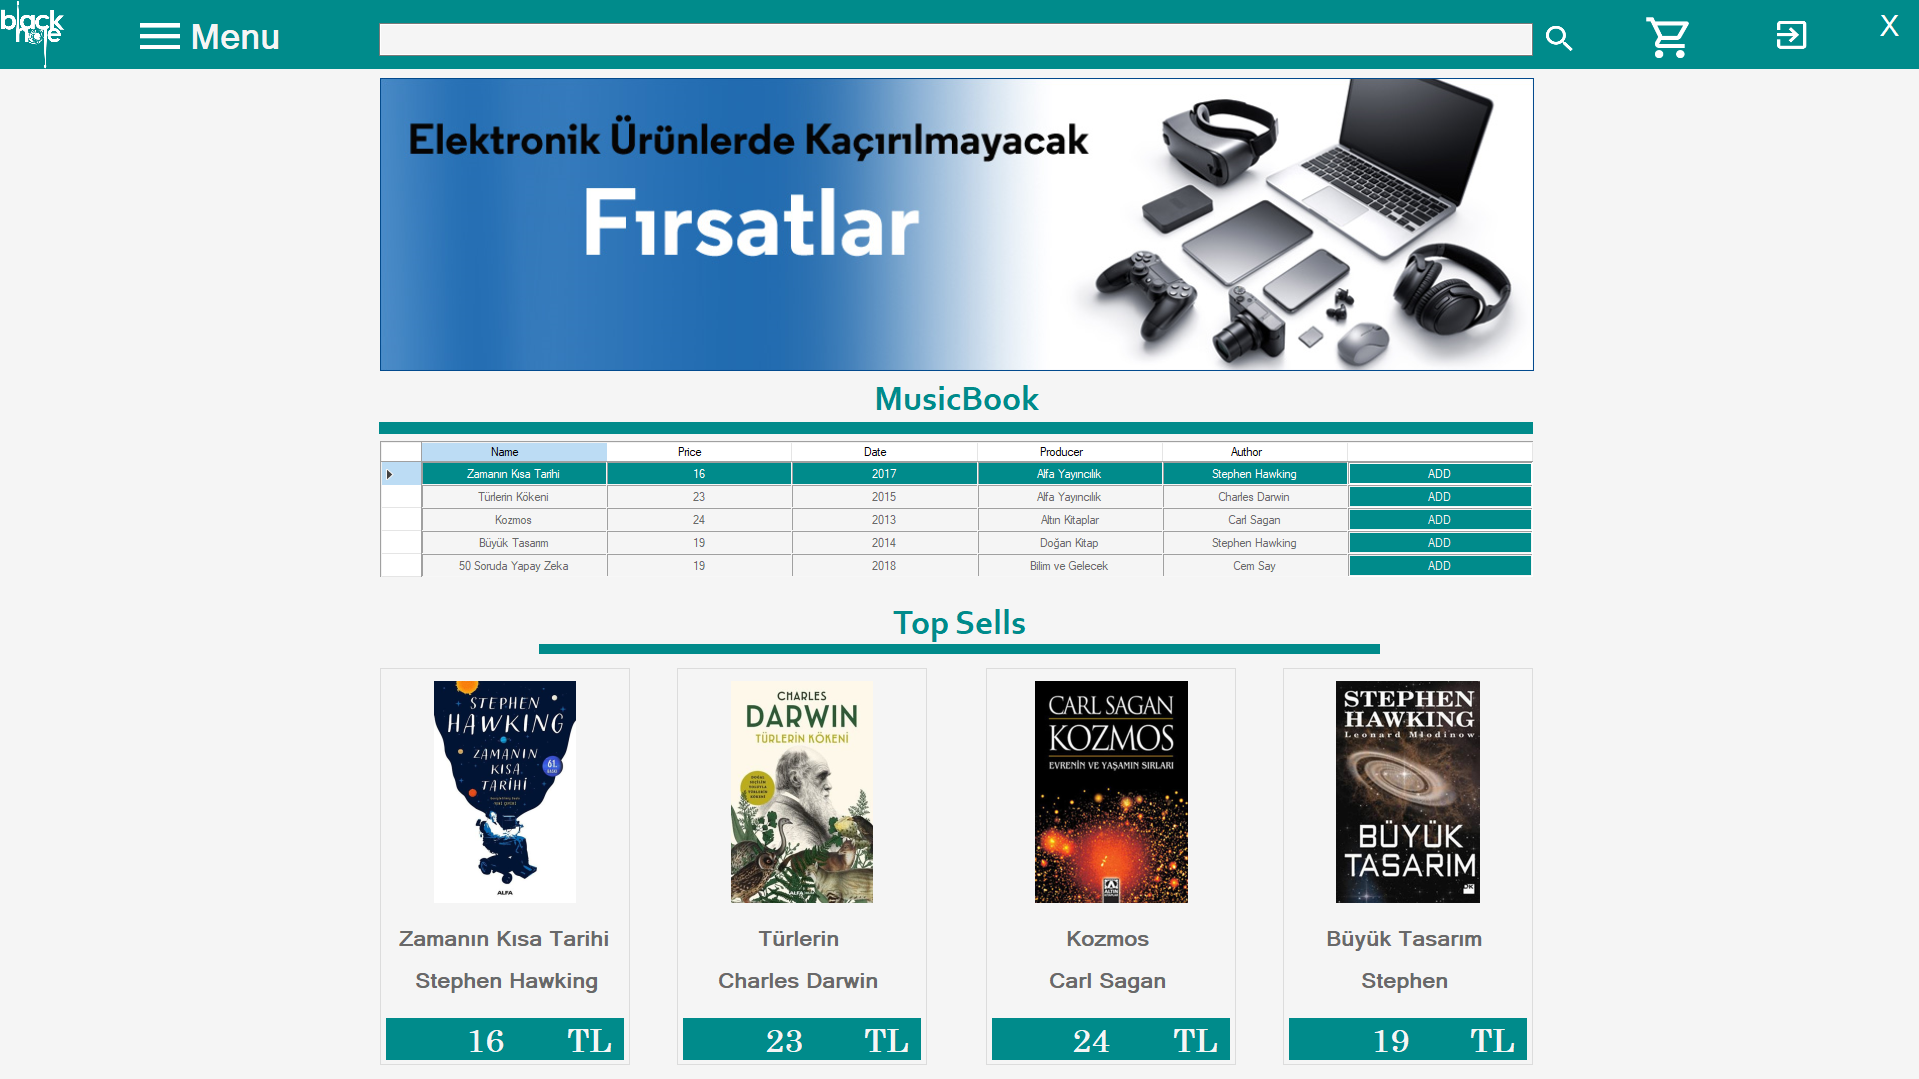 black
hole
Menu
X
Elektronik Ürünlerde Kaçırılmayacak
Fırsatlar
MusicBook
Name Price Date Producer Author
Zamanın Kısa Tarihi 16 2017 Alfa Yayıncılık Stephen Hawking ADD
Türlerin Kökeni 23 2015 Alfa Yayıncılık Charles Darwin ADD
Kozmos 24 2013 Altın Kitaplar Carl Sagan ADD
Büyük Tasarım 19 2014 Doğan Kitap Stephen Hawking ADD
50 Soruda Yapay Zeka 19 2018 Bilim ve Gelecek Cem Say ADD
Top Sells
STEPHEN
HAWKING
ZAMANIN
KISA
TARİHİ
61.
ALFA
Zamanın Kısa Tarihi
Stephen Hawking
16 TL
CHARLES
DARWIN
TÜRLERİN KÖKENİ
ALFA
Türlerin
Charles Darwin
23 TL
CARL SAGAN
KOZMOS
EVRENİN VE YAŞAMIN SIRLARI
ALTIN
Kozmos
Carl Sagan
24 TL
STEPHEN
HAWKING
Leonard Mlodinow
BÜYÜK
TASARIM
DK
Büyük Tasarım
Stephen
19 TL